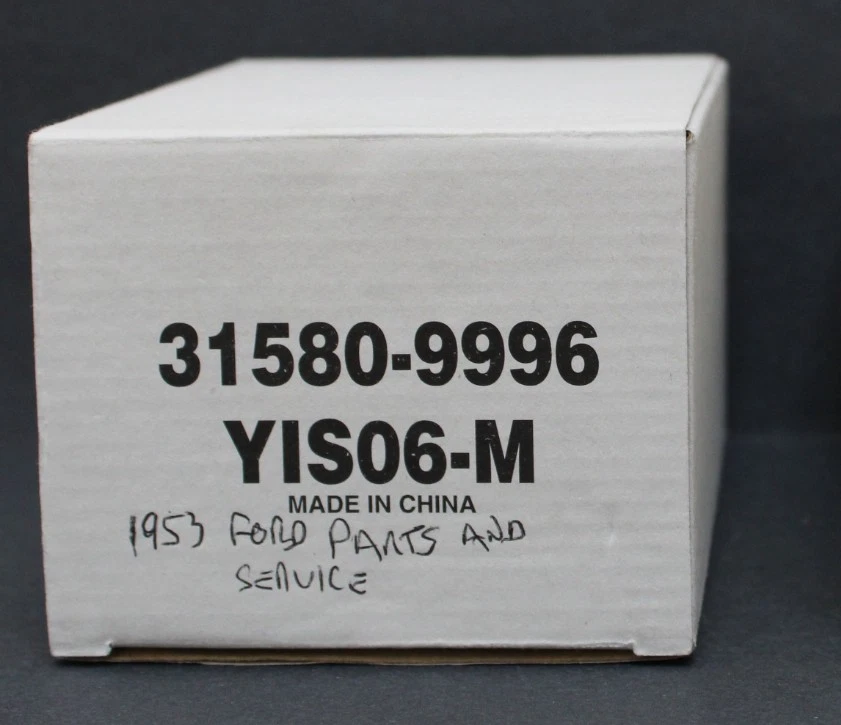 31580-9996
YIS06-M
MADE IN CHINA
1953 FORD PARTS AND
SERVICE